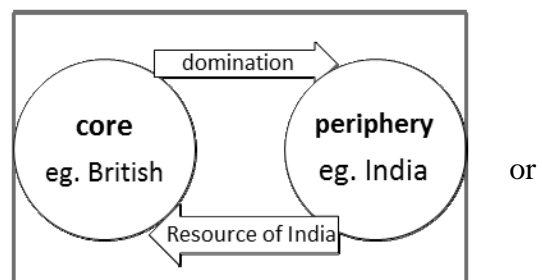 domination
core
eg. British
periphery
eg. India
or
Resource of India